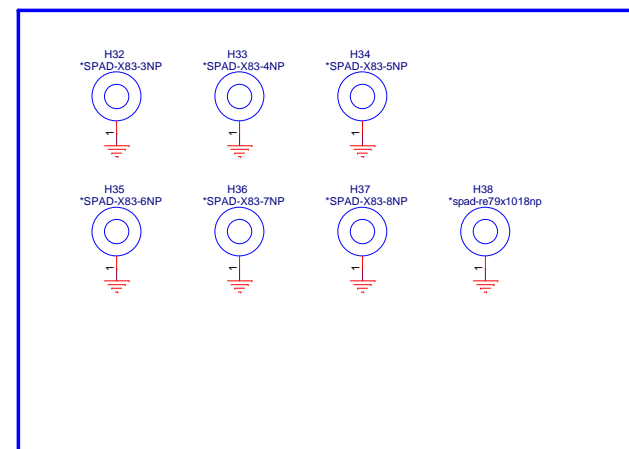 H32
*SPAD-X83-3NP
1
H33
*SPAD-X83-4NP
1
H34
*SPAD-X83-5NP
1
H35
*SPAD-X83-6NP
1
H36
*SPAD-X83-7NP
1
H37
*SPAD-X83-8NP
1
H38
*spad-re79x1018np
1